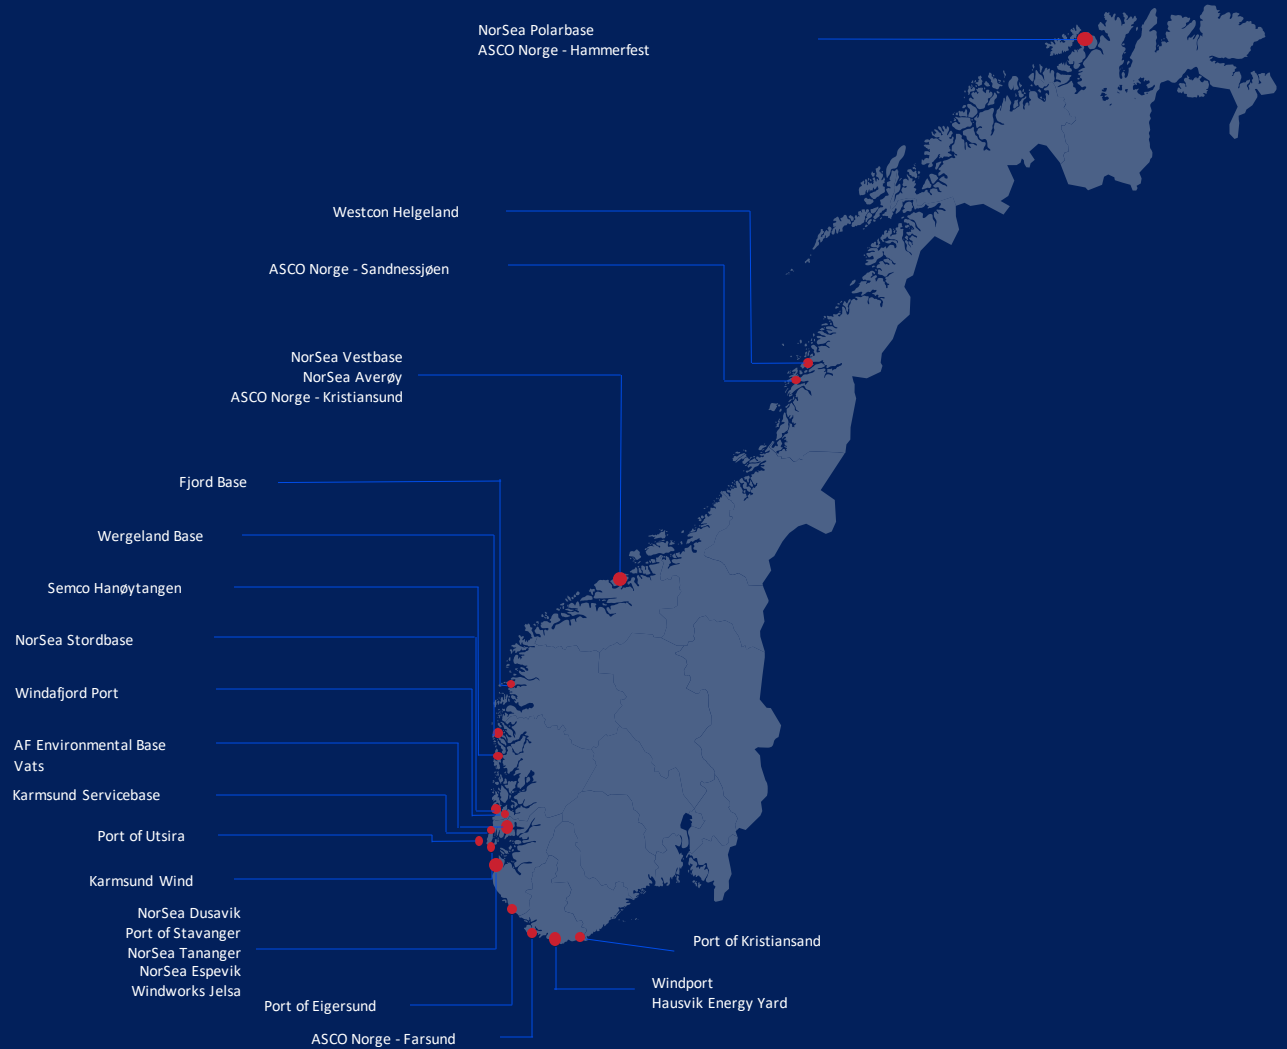 NorSea Polarbase
ASCO Norge - Hammerfest
Westcon Helgeland
ASCO Norge - Sandnessjøen
NorSea Vestbase
NorSea Averøy
ASCO Norge - Kristiansund
Fjord Base
Wergeland Base
Semco Hanøytangen
NorSea Stordbase
Windafjord Port
AF Environmental Base
Vats
Karmsund Servicebase
Port of Utsira
Karmsund Wind
NorSea Dusavik
Port of Stavanger
NorSea Tananger
NorSea Espevik
Windworks Jelsa
Port of Eigersund
ASCO Norge - Farsund
Port of Kristiansand
Windport
Hausvik Energy Yard